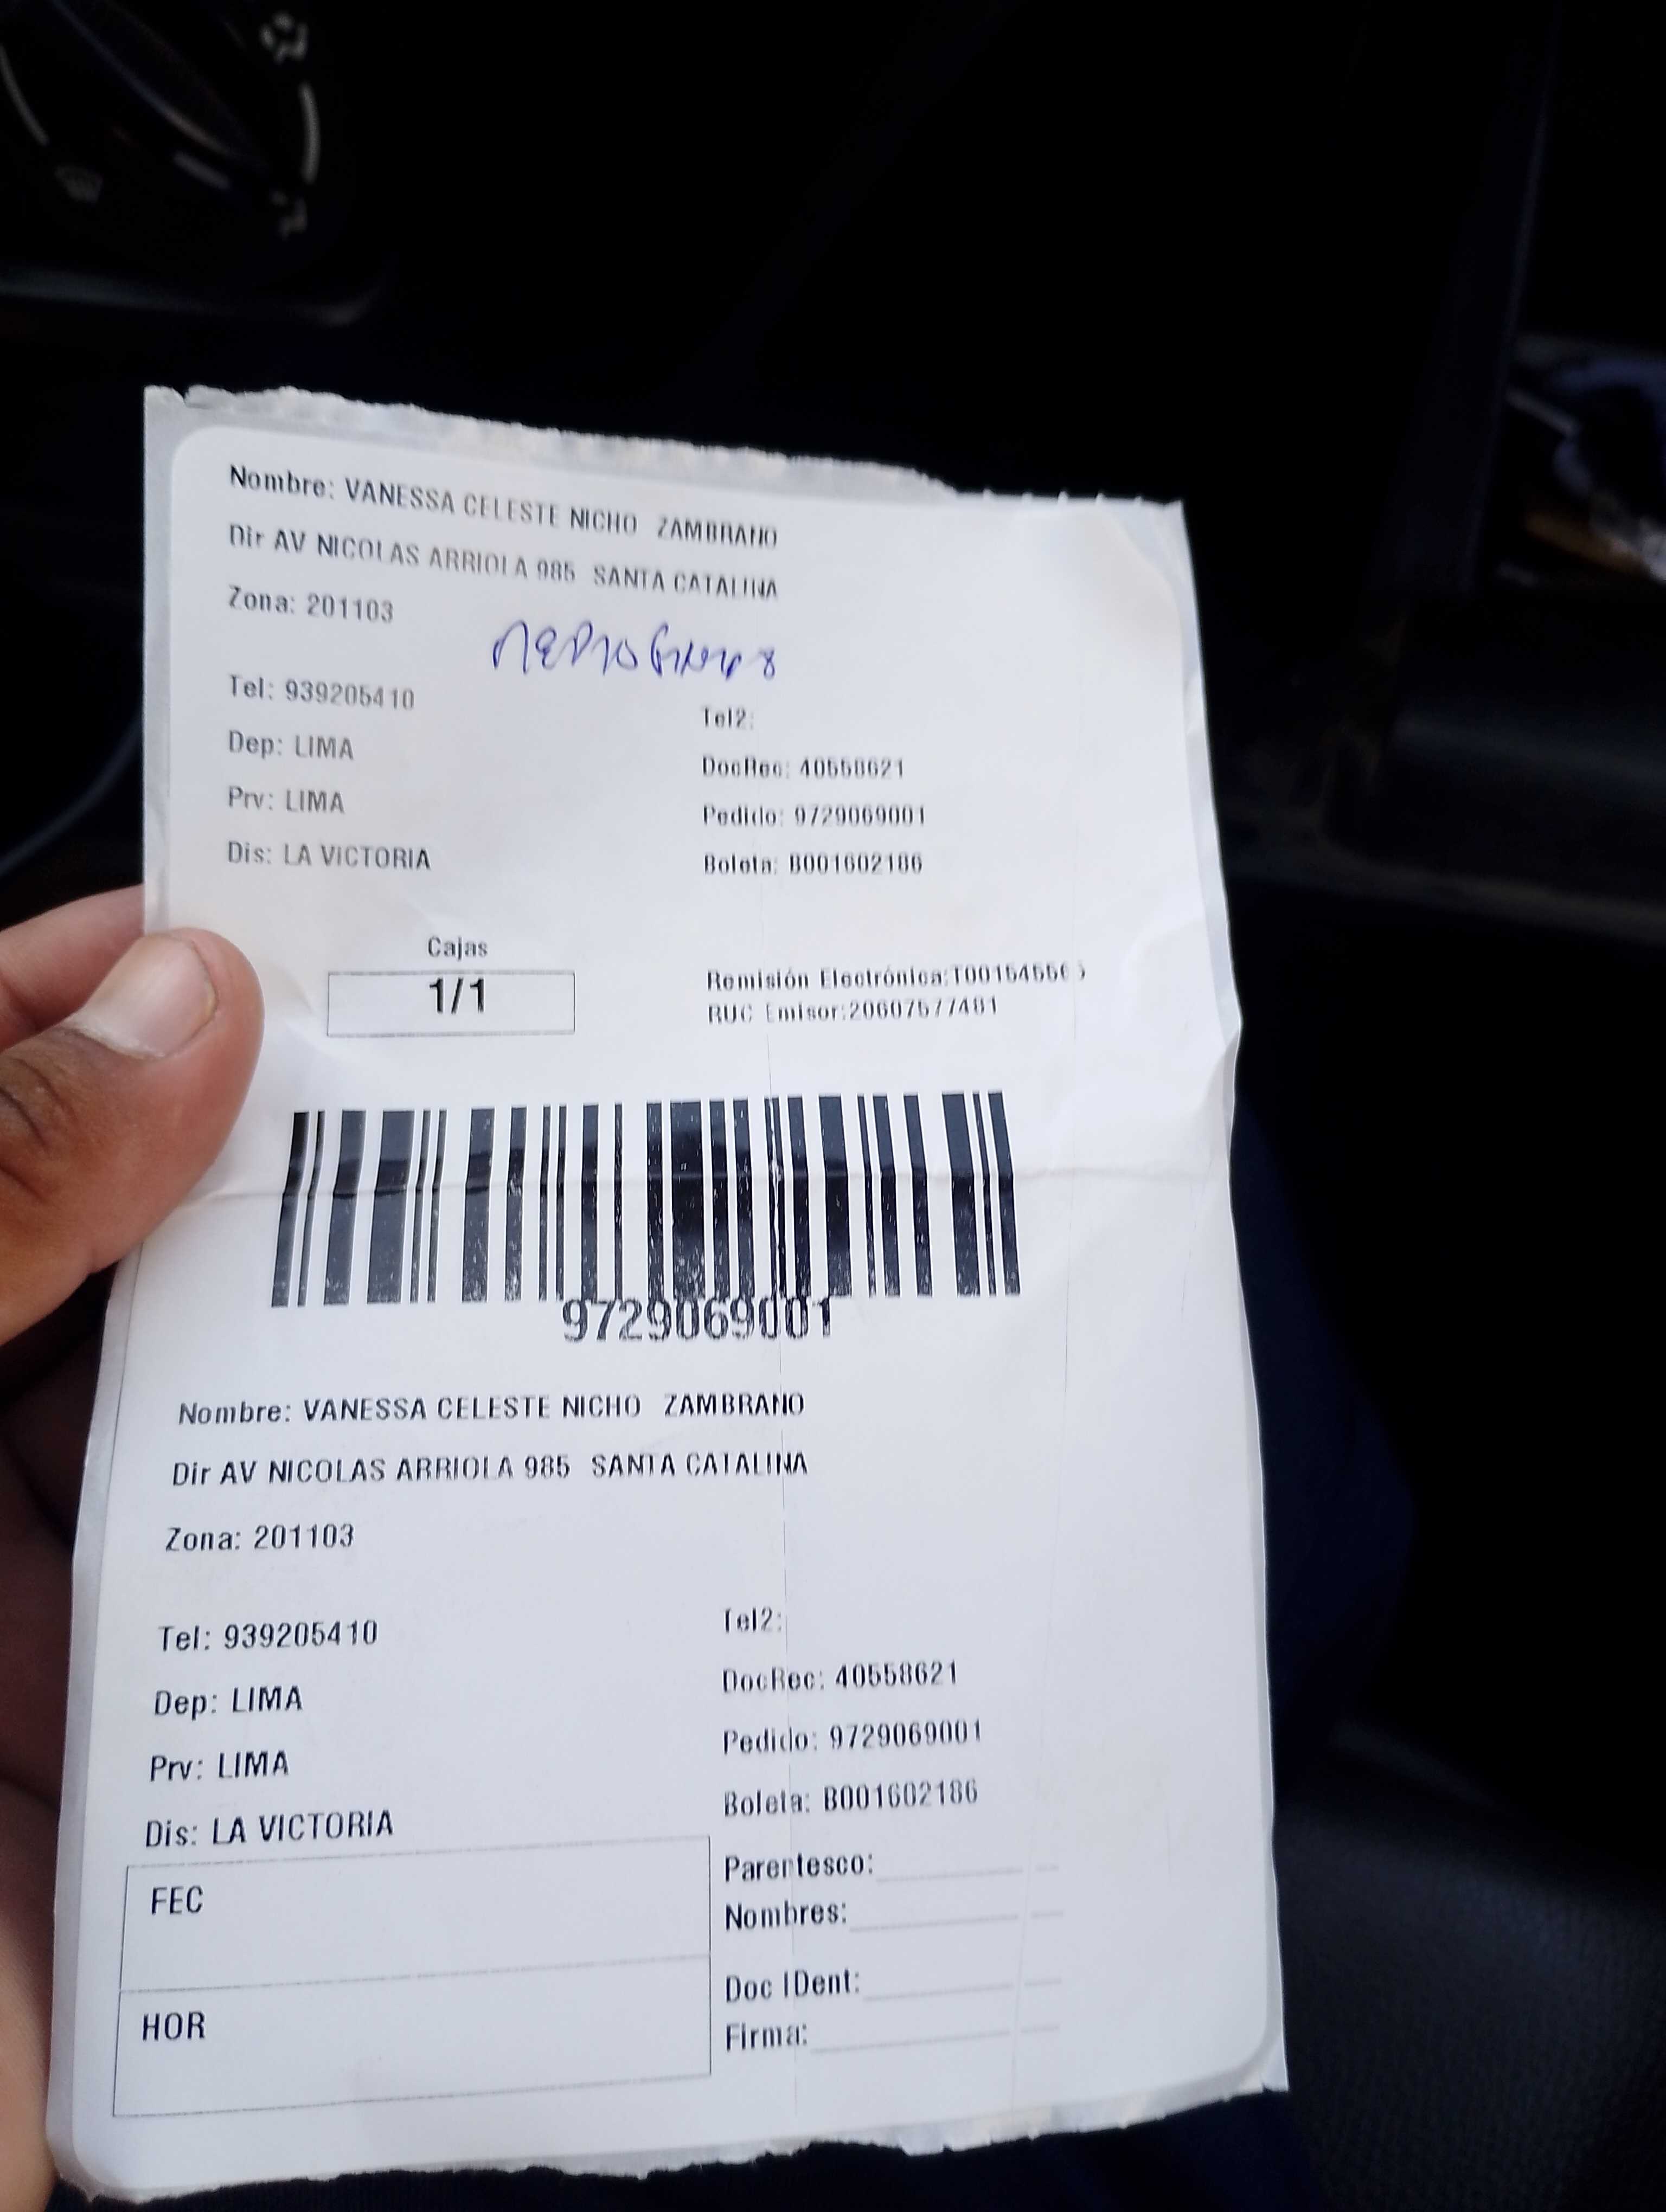 Nombre: VANESSA CELESTE NICHO ZAMBRANO
Dir AV NICOLAS ARRIOLA 985 SANTA CATALINA
Zona: 201103
Tel: 939205410
Tel2:
Dep: LIMA
DocRec: 40558621
Prv: LIMA
Pedido: 9729069001
Dis: LA VICTORIA
Boleta: B001602186
Cajas
1/1
Remisión Electrónica:
RUC Emisor:20607577481
9729069001
Nombre: VANESSA CELESTE NICHO ZAMBRANO
Dir AV NICOLAS ARRIOLA 985 SANTA CATALINA
Zona: 201103
Tel: 939205410
Tel2:
Dep: LIMA
DocRec: 40558621
Prv: LIMA
Pedido: 9729069001
Dis: LA VICTORIA
Boleta: B001602186
FEC
HOR
Parentesco:
Nombres:
Doc IDent:
Firma: